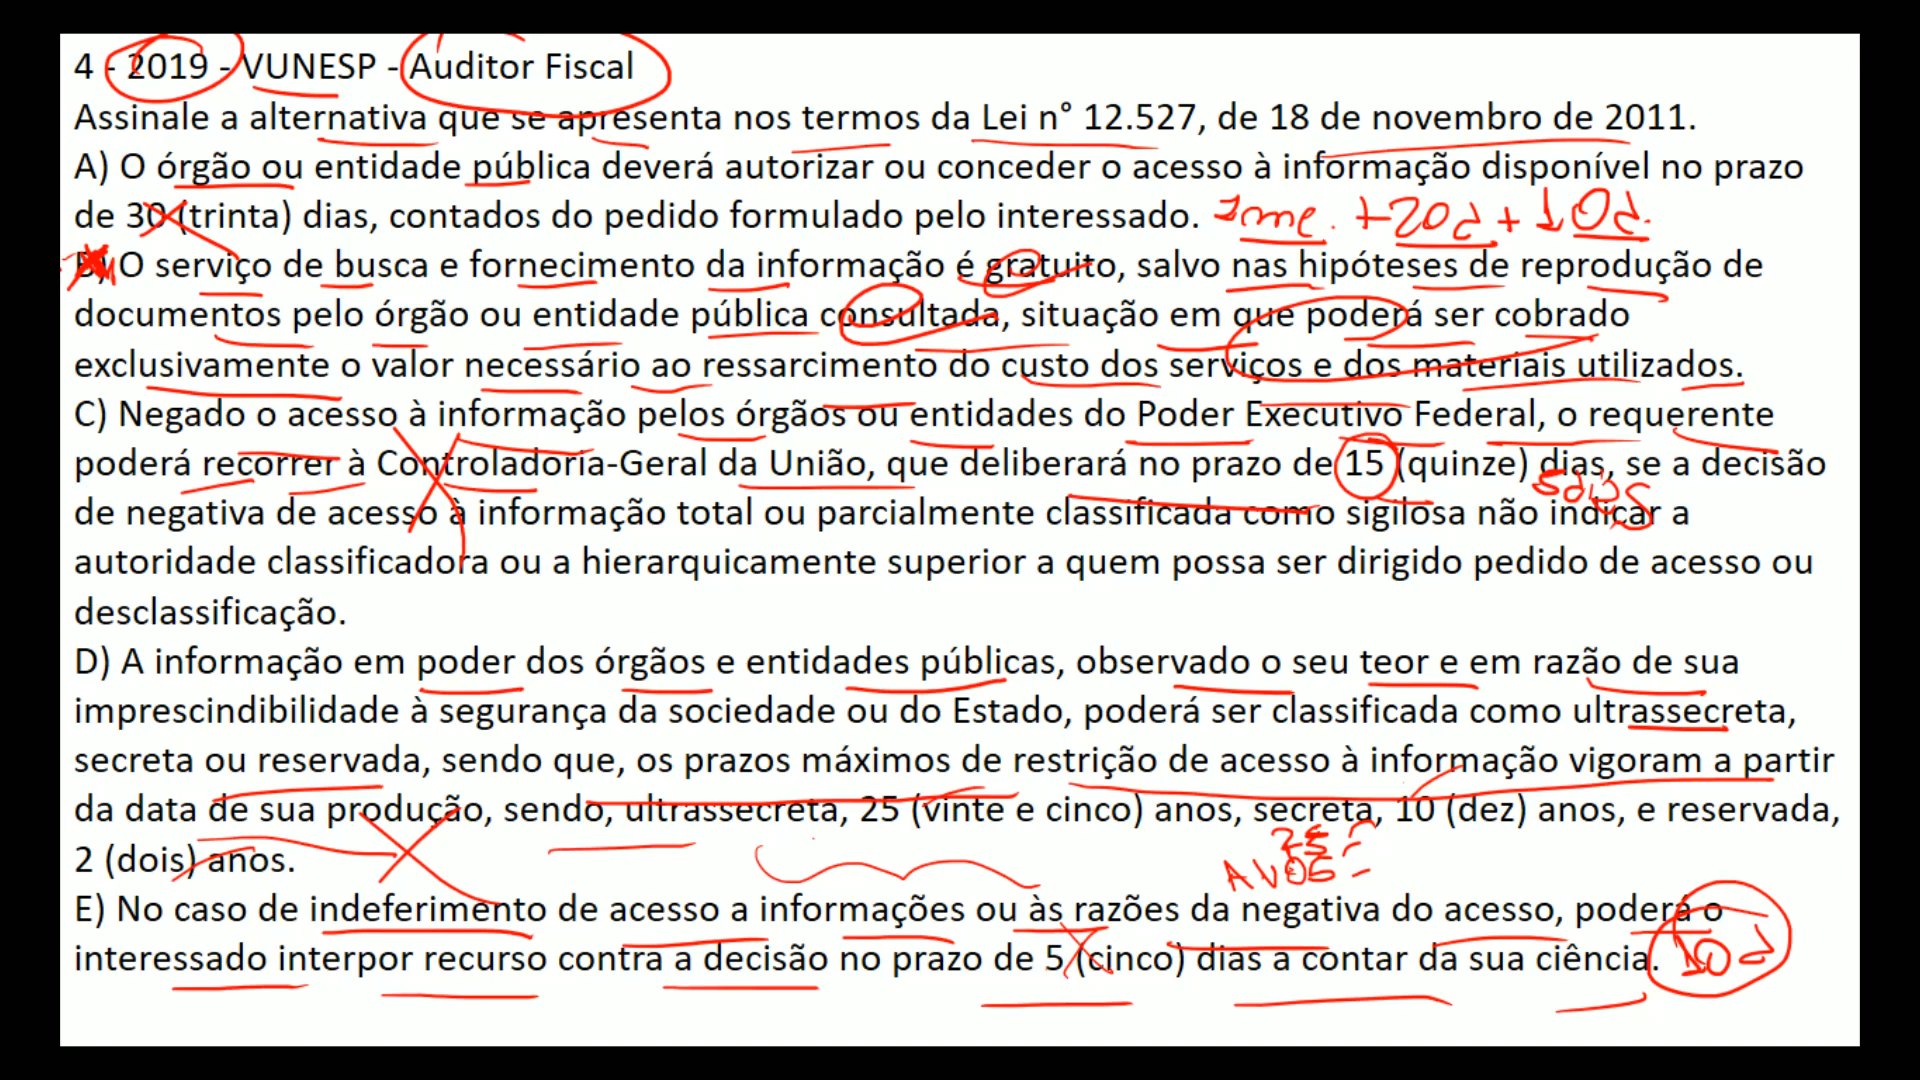 4 - 2019 - VUNESP - Auditor Fiscal
Assinale a alternativa que se apresenta nos termos da Lei n° 12.527, de 18 de novembro de 2011.
A) O órgão ou entidade pública deverá autorizar ou conceder o acesso à informação disponível no prazo
de 30 (trinta) dias, contados do pedido formulado pelo interessado. +20d + 10d.
B) O serviço de busca e fornecimento da informação é gratuito, salvo nas hipóteses de reprodução de
documentos pelo órgão ou entidade pública consultada, situação em que poderá ser cobrado
exclusivamente o valor necessário ao ressarcimento do custo dos serviços e dos materiais utilizados.
C) Negado o acesso à informação pelos órgãos ou entidades do Poder Executivo Federal, o requerente
poderá recorrer à Controladoria-Geral da União, que deliberará no prazo de 15 (quinze) dias, se a decisão
5dias
de negativa de acesso à informação total ou parcialmente classificada como sigilosa não indicar a
autoridade classificadora ou a hierarquicamente superior a quem possa ser dirigido pedido de acesso ou
desclassificação.
D) A informação em poder dos órgãos e entidades públicas, observado o seu teor e em razão de sua
imprescindibilidade à segurança da sociedade ou do Estado, poderá ser classificada como ultrassecreta,
secreta ou reservada, sendo que, os prazos máximos de restrição de acesso à informação vigoram a partir
da data de sua produção, sendo, ultrassecreta, 25 (vinte e cinco) anos, secreta, 10 (dez) anos, e reservada,
2 (dois) anos.
E) No caso de indeferimento de acesso a informações ou às razões da negativa do acesso, poderá o
interessado interpor recurso contra a decisão no prazo de 5 (cinco) dias a contar da sua ciência. 10d